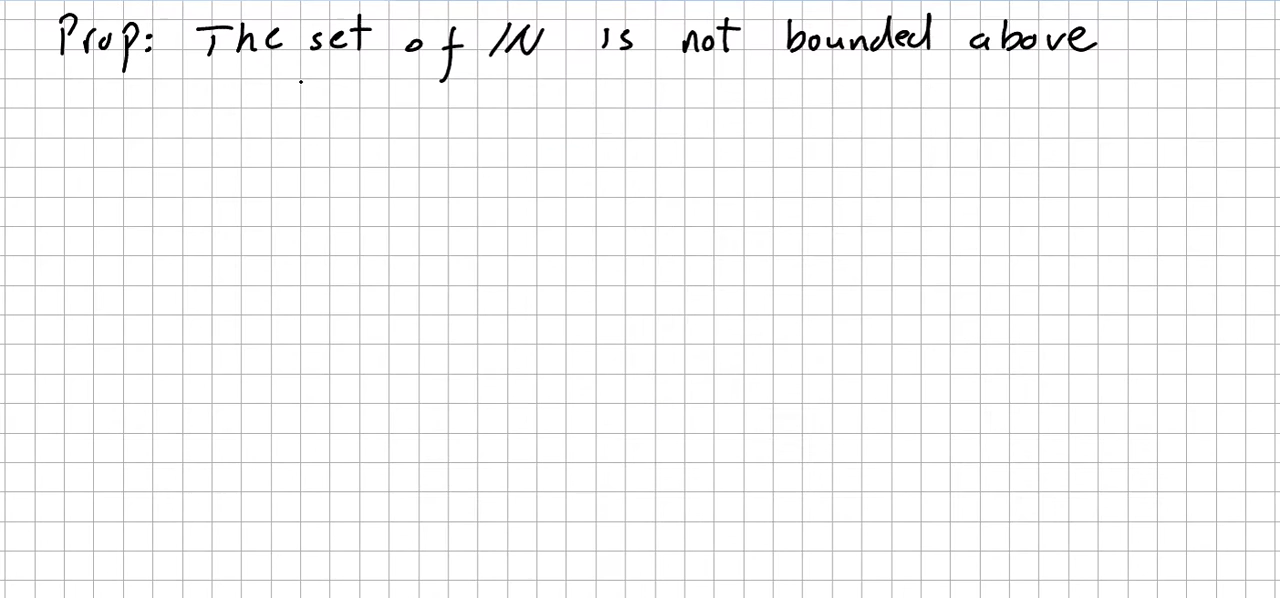 Prop: The set of ℕ is not bounded above